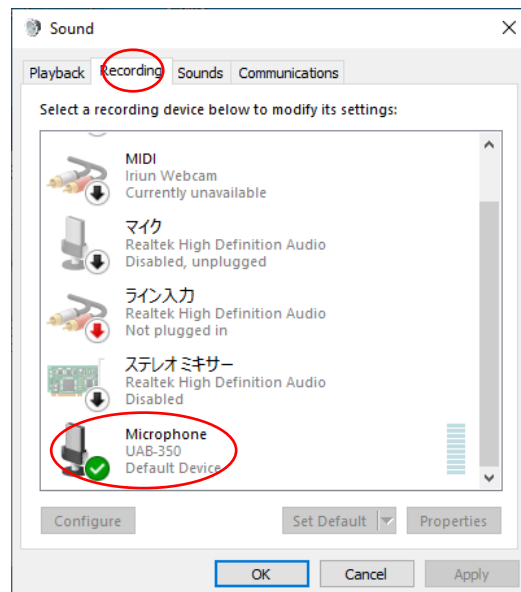 Sound
Playback Recording Sounds Communications
Select a recording device below to modify its settings:
MIDI
Iriun Webcam
Currently unavailable
マイク
Realtek High Definition Audio
Disabled, unplugged
ライン入力
Realtek High Definition Audio
Not plugged in
ステレオ ミキサー
Realtek High Definition Audio
Disabled
Microphone
UAB-350
Default Device
Configure Set Default Properties
OK Cancel Apply